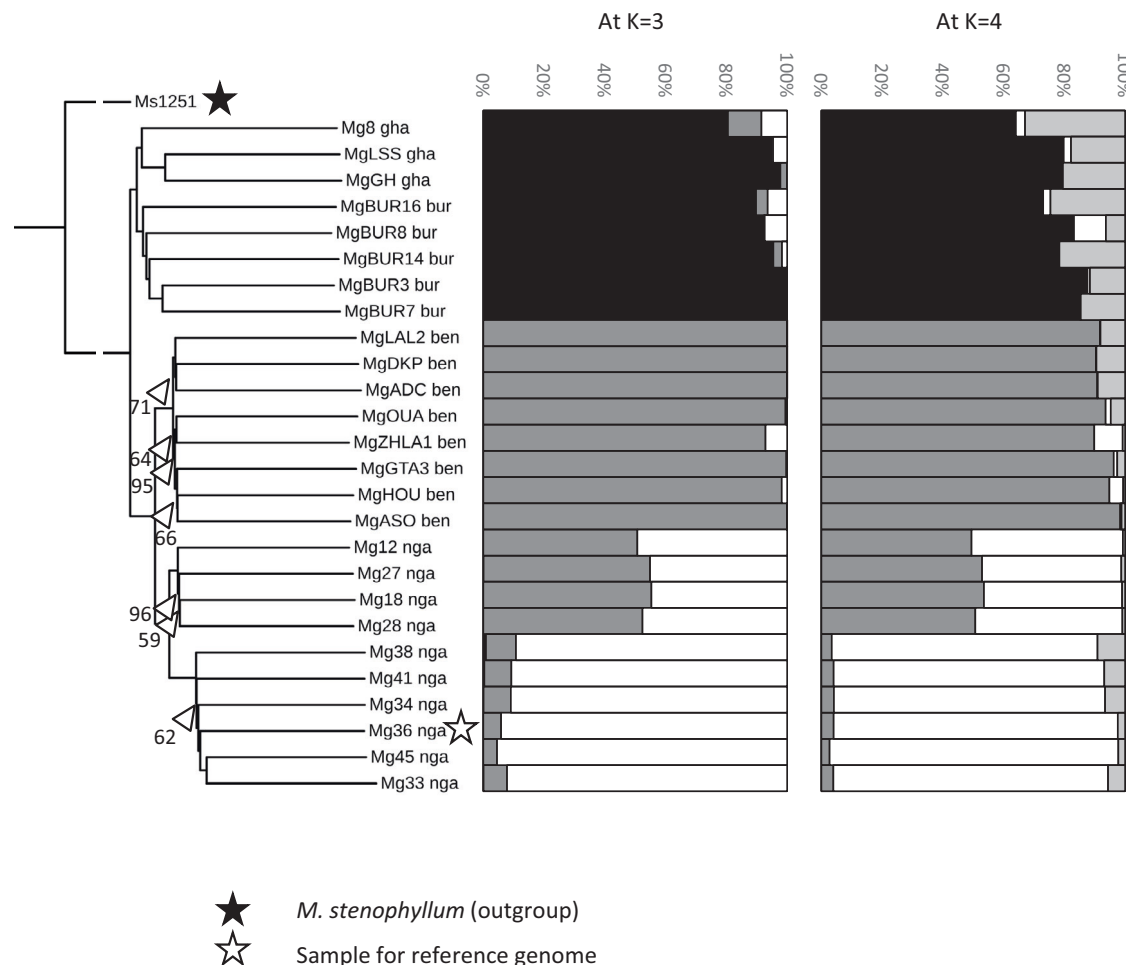 At K=3
At K=4
0%
20%
40%
60%
80%
100%
0%
20%
40%
60%
80%
100%
Ms1251
Mg8 gha
MgLSS gha
MgGH gha
MgBUR16 bur
MgBUR8 bur
MgBUR14 bur
MgBUR3 bur
MgBUR7 bur
MgLAL2 ben
MgDKP ben
MgADC ben
71
MgOUA ben
MgZHLA1 ben
64
MgGTA3 ben
95
MgHOU ben
MgASO ben
66
Mg12 nga
Mg27 nga
Mg18 nga
96
Mg28 nga
59
Mg38 nga
Mg41 nga
Mg34 nga
Mg36 nga
62
Mg45 nga
Mg33 nga
M. stenophyllum (outgroup)
Sample for reference genome